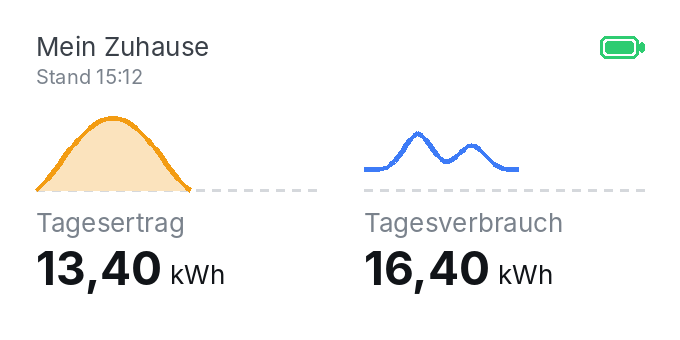 Mein Zuhause
Stand 15:12
Tagesertrag
13,40 kWh
Tagesverbrauch
16,40 kWh